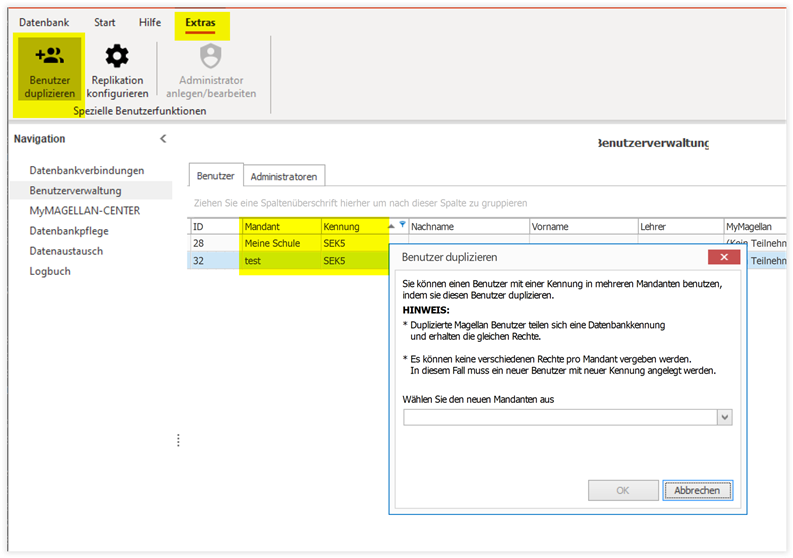 Datenbank Start Hilfe Extras
Benutzer duplizieren
Replikation konfigurieren
Administrator anlegen/bearbeiten
Spezielle Benutzerfunktionen
Navigation
Benutzerverwaltung
Datenbankverbindungen
Benutzerverwaltung
MyMAGELLAN-CENTER
Datenbankpflege
Datenaustausch
Logbuch
Benutzer Administratoren
Ziehen Sie eine Spaltenüberschrift hierher um nach dieser Spalte zu gruppieren
ID Mandant Kennung Nachname Vorname Lehrer MyMagellan
28 Meine Schule SEK5 (Kein Teilnehm
32 test SEK5 Teilnehm
Benutzer duplizieren
Sie können einen Benutzer mit einer Kennung in mehreren Mandanten benutzen,
indem sie diesen Benutzer duplizieren.
HINWEIS:
* Duplizierte Magellan Benutzer teilen sich eine Datenbankkennung
und erhalten die gleichen Rechte.
* Es können keine verschiedenen Rechte pro Mandant vergeben werden.
In diesem Fall muss ein neuer Benutzer mit neuer Kennung angelegt werden.
Wählen Sie den neuen Mandanten aus
OK Abbrechen